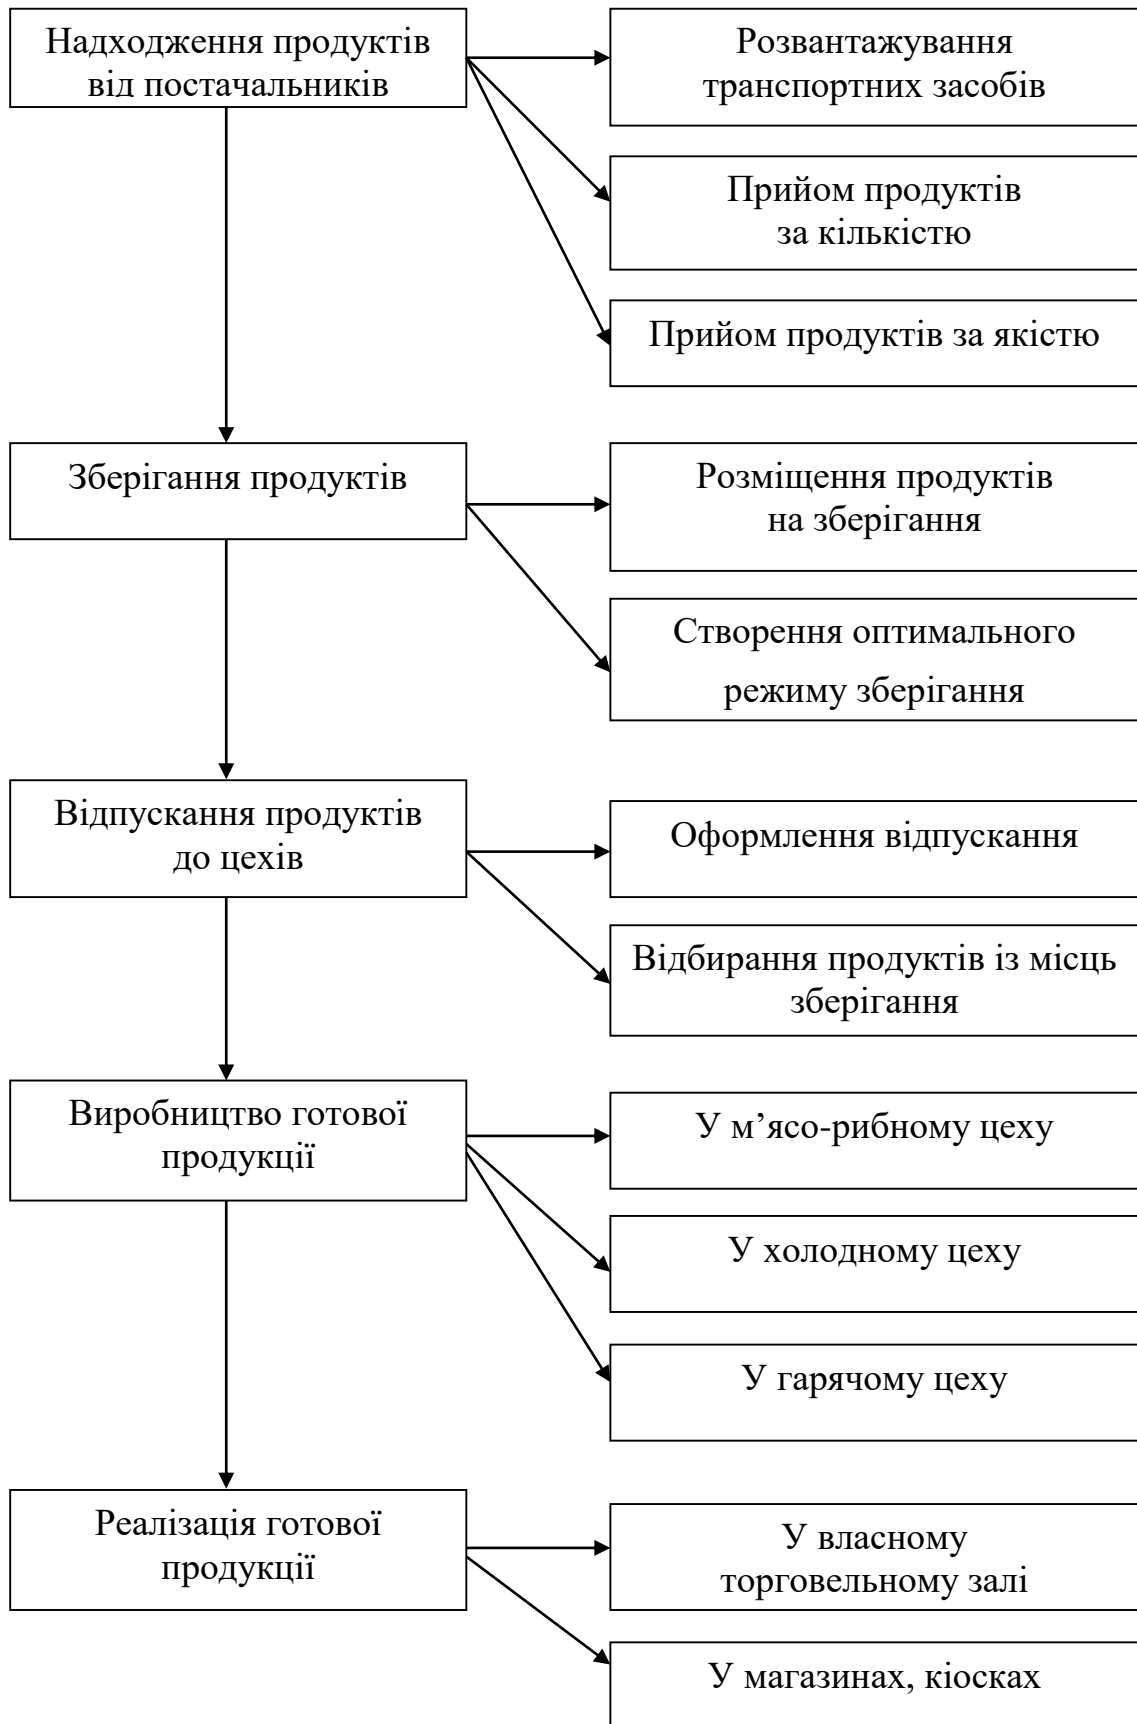 Надходження продуктів
від постачальників
Розвантажування
транспортних засобів
Прийом продуктів
за кількістю
Прийом продуктів за якістю
Зберігання продуктів
Розміщення продуктів
на зберігання
Створення оптимального
режиму зберігання
Відпускання продуктів
до цехів
Оформлення відпускання
Відбирання продуктів із місць
зберігання
Виробництво готової
продукції
У м’ясо-рибному цеху
У холодному цеху
У гарячому цеху
Реалізація готової
продукції
У власному
торговельному залі
У магазинах, кіосках